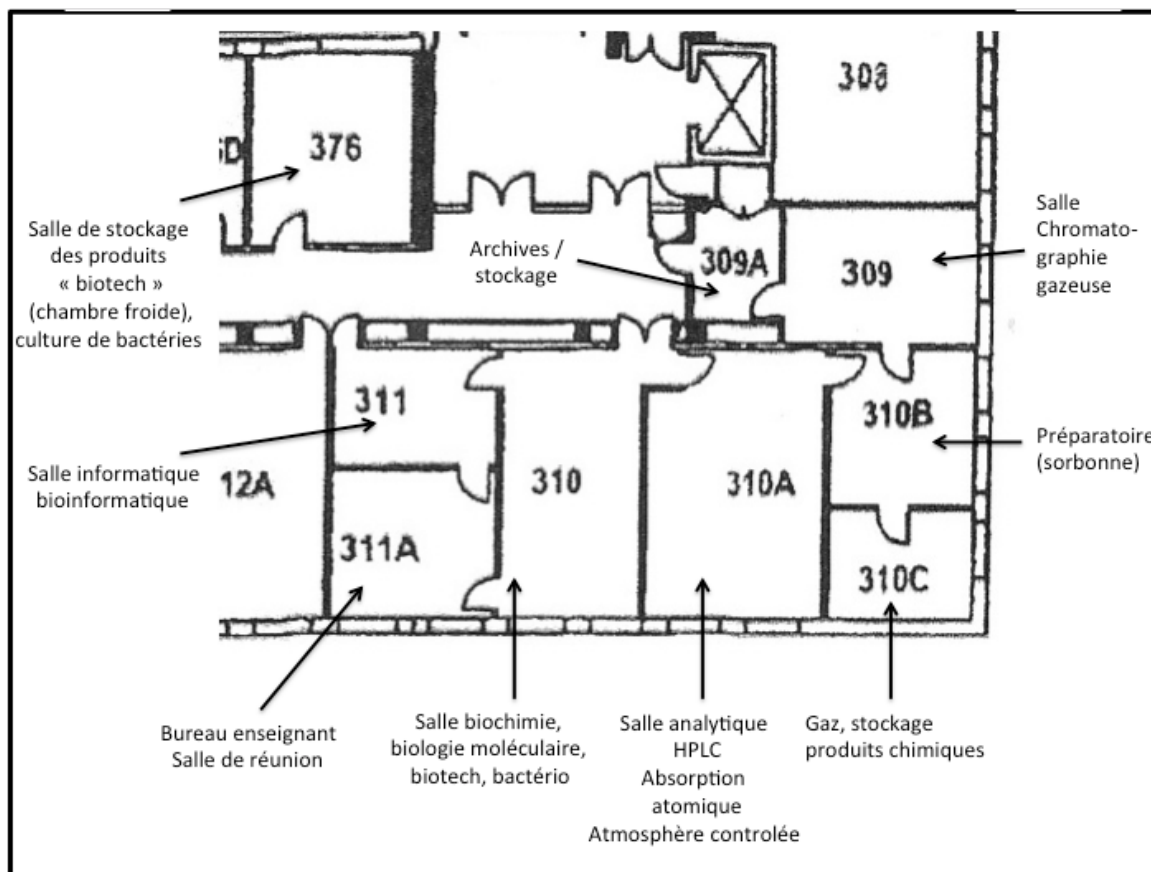 308
6D
376
Salle de stockage
des produits
« biotech »
(chambre froide),
culture de bactéries
Archives /
stockage
309A
309
Salle
Chromato-
graphie
gazeuse
311
310B
Salle informatique
bioinformatique
12A
310
310A
Préparatoire
(sorbonne)
311A
310C
Bureau enseignant
Salle de réunion
Salle biochimie,
biologie moléculaire,
biotech, bactério
Salle analytique
HPLC
Absorption
atomique
Atmosphère controlée
Gaz, stockage
produits chimiques